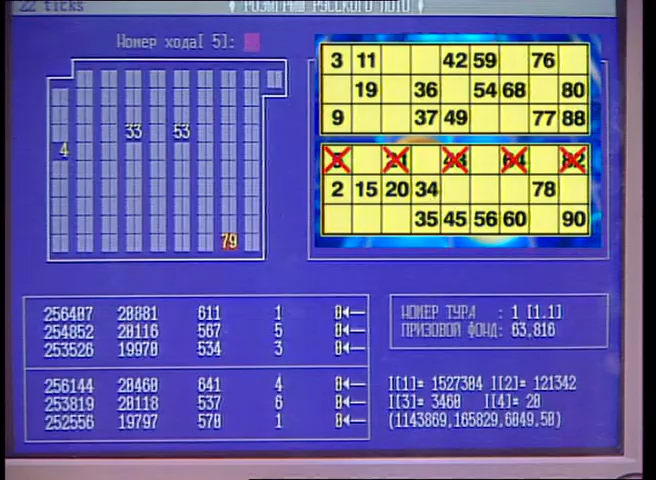 22 ticks
РОЗЫГРЫШ РУССКОГО ЛОТО
Номер хода[ 5]:
33 53
4
79
3 11 42 59 76
19 36 54 68 80
9 37 49 77 88
21 64 82
2 15 20 34 78
35 45 56 60 90
256407 20881 611 1 0
254852 20116 567 5 0
253526 19970 534 3 0
256144 20460 641 4 0
253819 20118 537 6 0
252556 19797 570 1 0
НОМЕР ТУРА : 1 [1.1]
ПРИЗОВОЙ ФОНД: 63,816
I[1]= 1527304 I[2]= 121342
I[3]= 3460 I[4]= 20
(1143869,165829,6049,50)